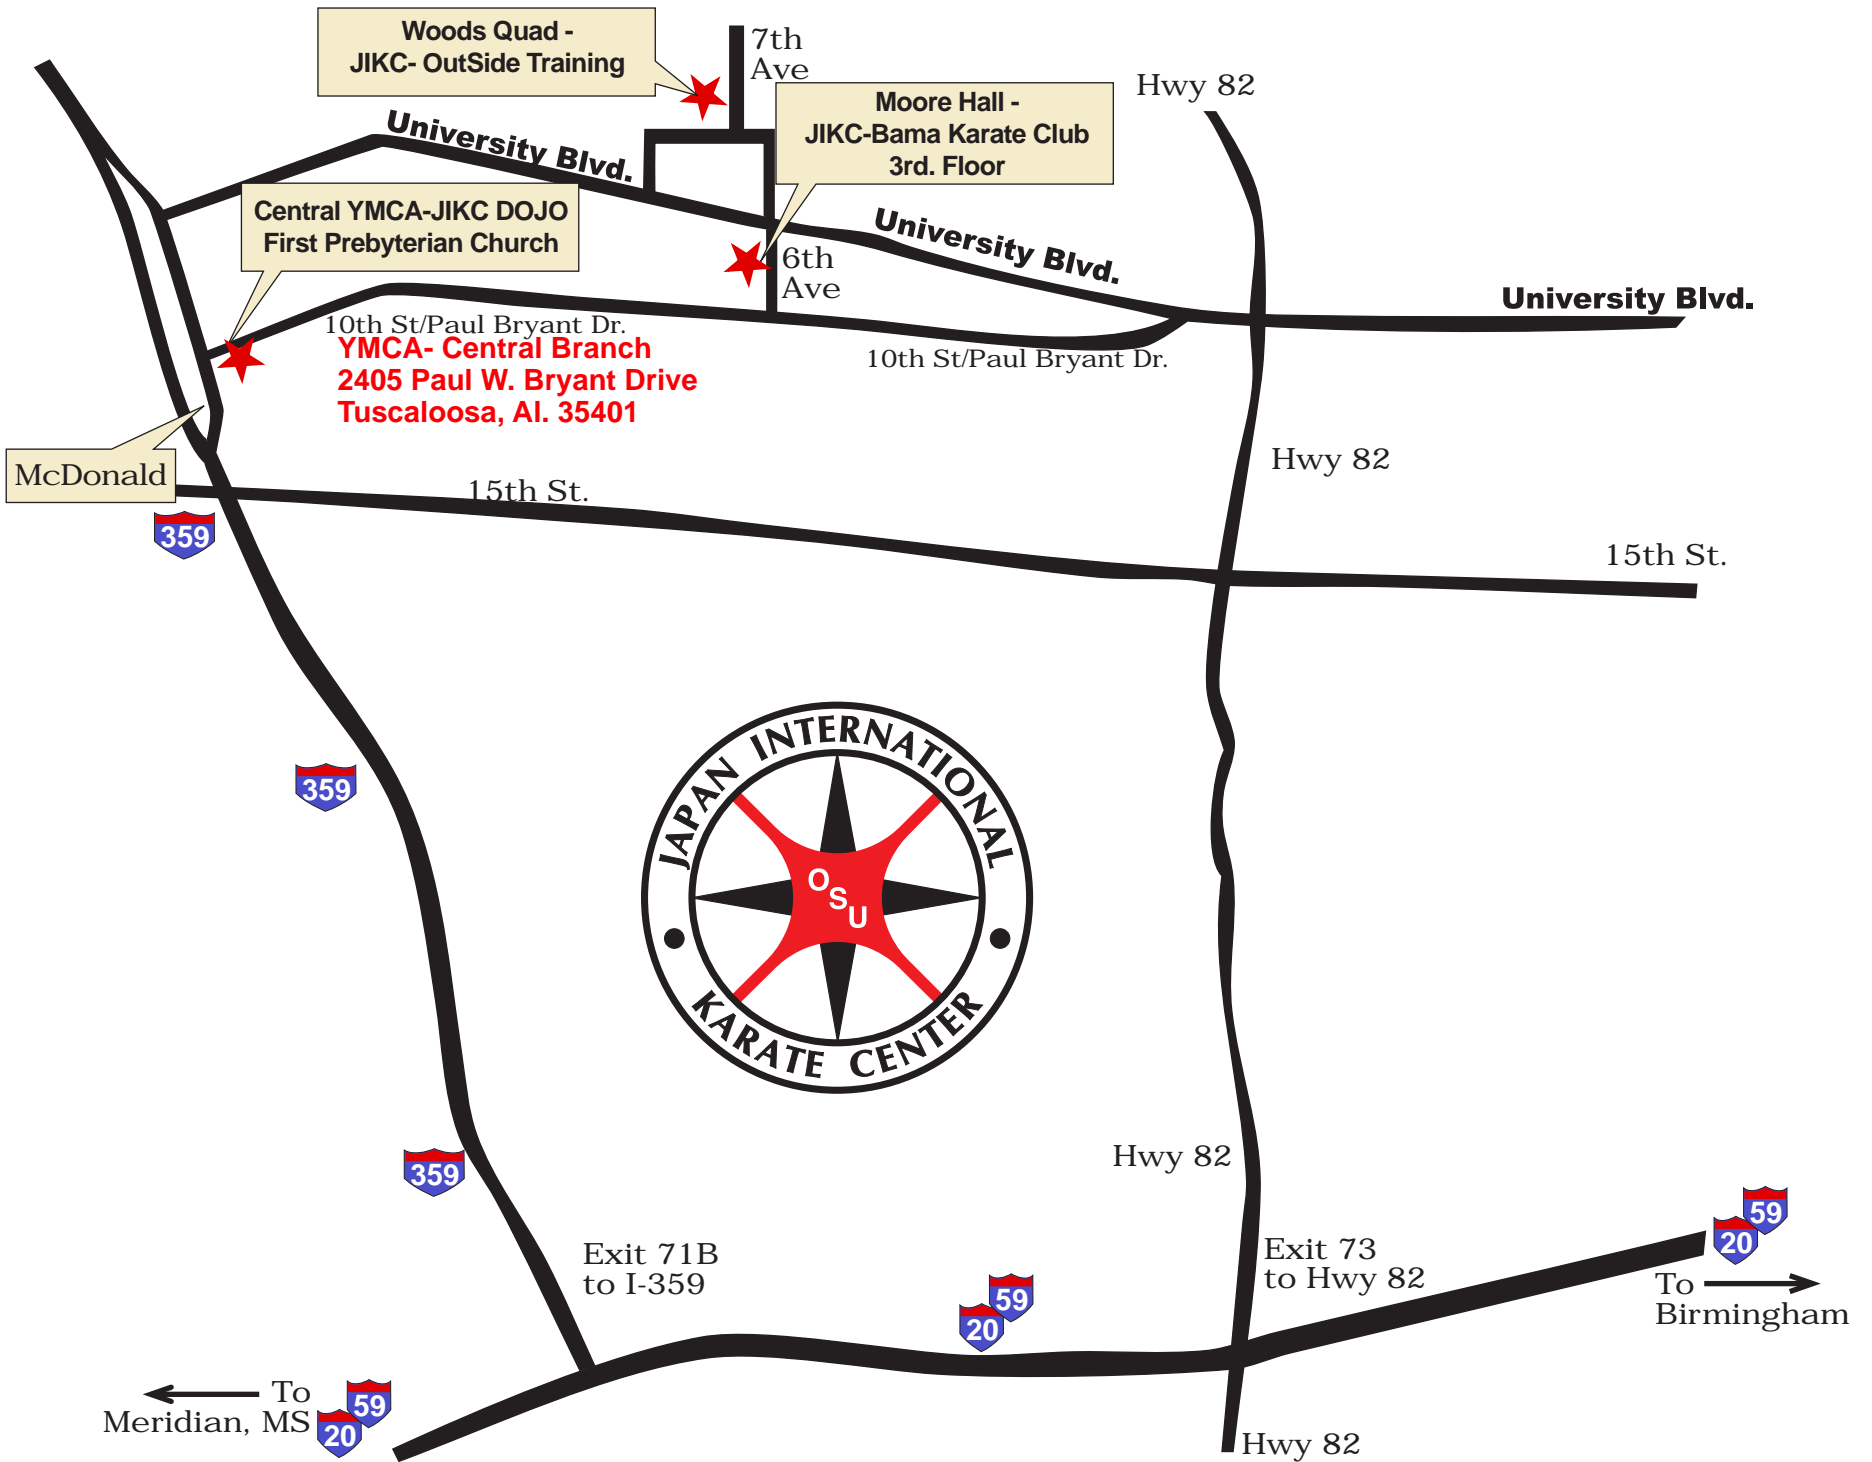 Woods Quad -
JIKC- OutSide Training
7th
Ave
Hwy 82
Moore Hall -
JIKC-Bama Karate Club
3rd. Floor
University Blvd.
Central YMCA-JIKC DOJO
First Prebyterian Church
University Blvd.
6th
Ave
University Blvd.
10th St/Paul Bryant Dr.
YMCA- Central Branch
2405 Paul W. Bryant Drive
Tuscaloosa, Al. 35401
10th St/Paul Bryant Dr.
McDonald
Hwy 82
15th St.
359
15th St.
359
JAPAN INTERNATIONAL
OSU
KARATE CENTER
359
Hwy 82
Exit 71B
to I-359
Exit 73
to Hwy 82
59
20
To
Birmingham
59
20
To
Meridian, MS
59
20
Hwy 82